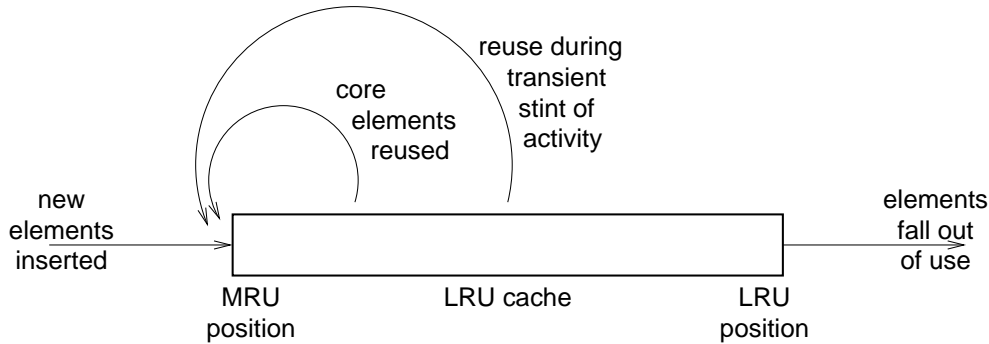 reuse during
transient
stint of
activity
core
elements
reused
new
elements
inserted
elements
fall out
of use
MRU
position
LRU cache
LRU
position